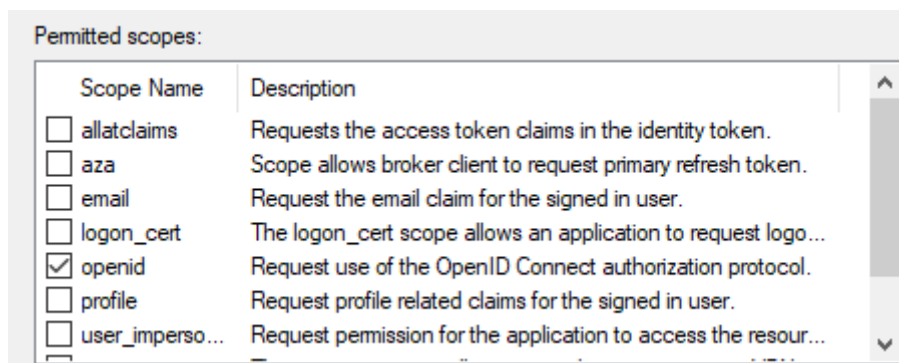 Permitted scopes:
Scope Name Description
allatclaims Requests the access token claims in the identity token.
aza Scope allows broker client to request primary refresh token.
email Request the email claim for the signed in user.
logon_cert The logon_cert scope allows an application to request logo...
openid Request use of the OpenID Connect authorization protocol.
profile Request profile related claims for the signed in user.
user_imperso... Request permission for the application to access the resour...